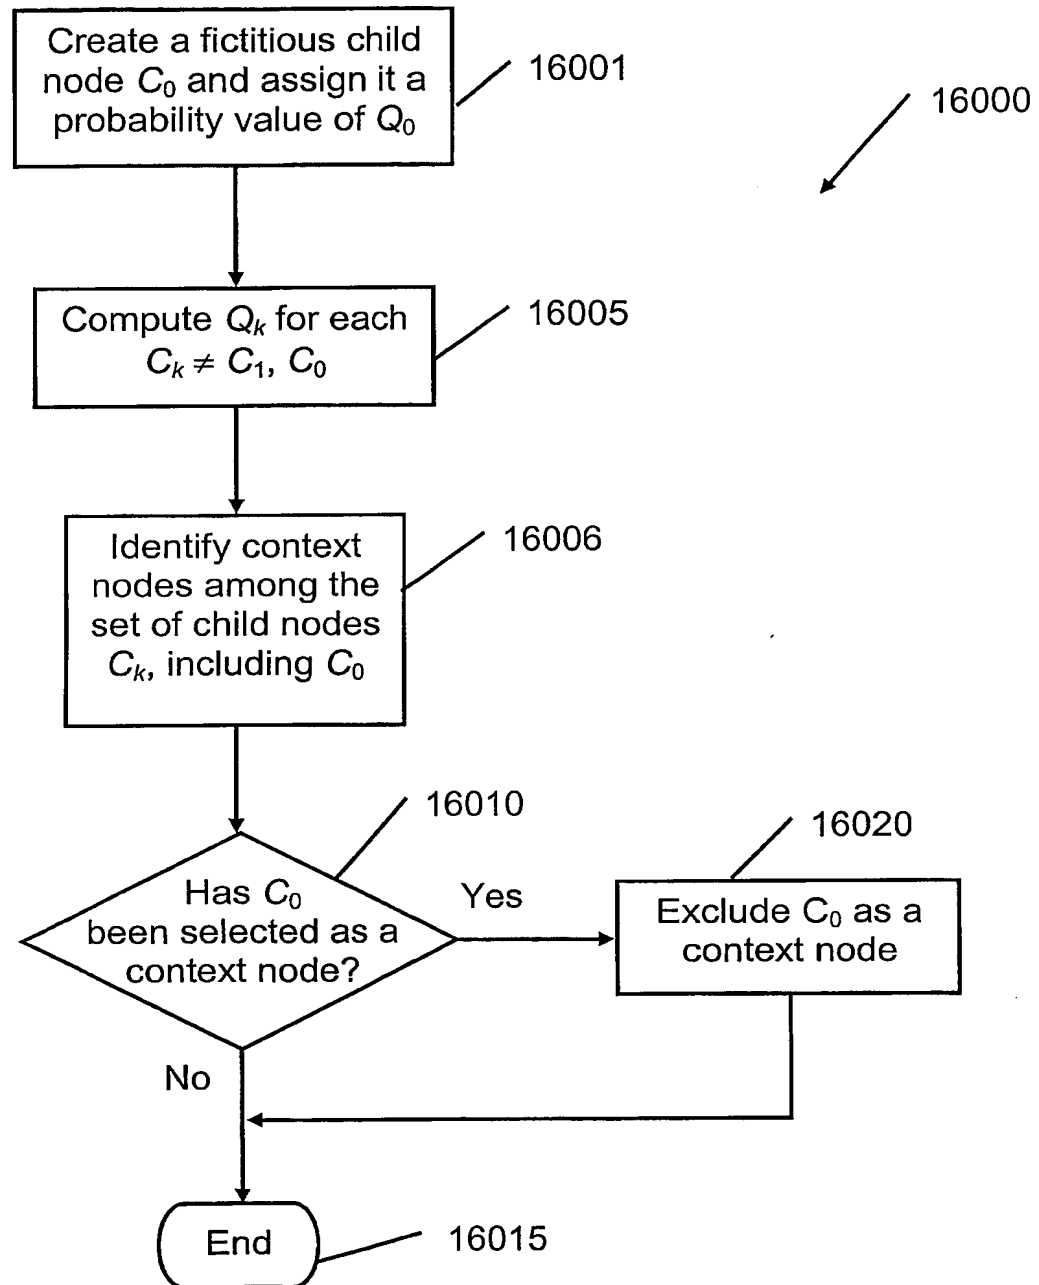 Create a fictitious child
node C₀ and assign it a
probability value of Q₀
16001
16000
Compute Qₖ for each
Cₖ ≠ C₁, C₀
16005
Identify context
nodes among the
set of child nodes
Cₖ, including C₀
16006
Has C₀
been selected as a
context node?
16010
Yes
Exclude C₀ as a
context node
16020
No
End
16015